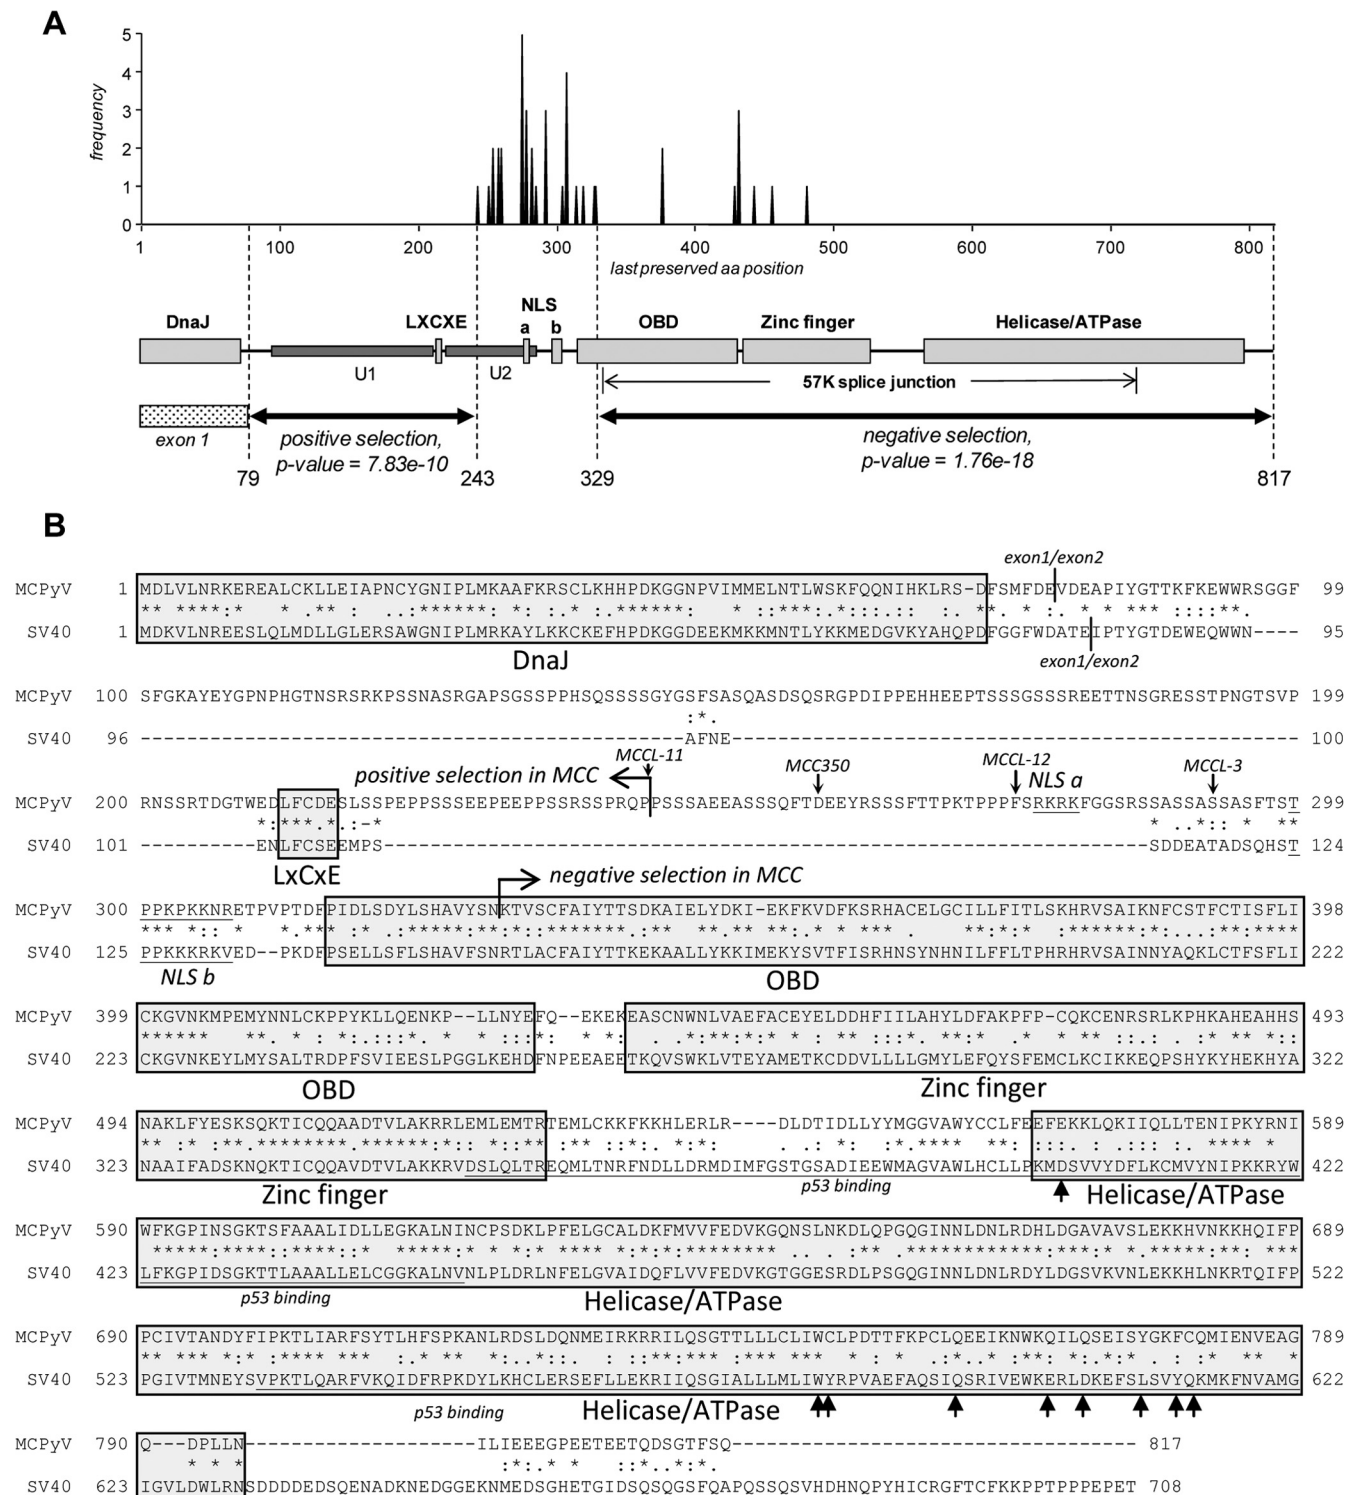 A
5
4
3
2
1
0
frequency
1 100 200 300 400 500 600 700 800
last preserved aa position
DnaJ LXCXE NLS a b OBD Zinc finger Helicase/ATPase
U1 U2
57K splice junction
exon 1
positive selection,
p-value = 7.83e-10
negative selection,
p-value = 1.76e-18
79 243 329 817
B
exon1/exon2
MCPyV 1 MDLVLNRKEREALCKLLEIAPNCYGNIPLMKAAFKRSCLKHHPDKGGNPVIMMELNTLWSKFQQNIHKLRS-DFSMFDEVDEAPIYGTTKFKEWWRSGGF 99
SV40 1 MDKVLNREESLQLMDLLGLERSAWGNIPLMRKAYLKKCKEFHPDKGGDEEKMKKMNTLYKKMEDGVKYAHQPDFGGFWDATEIPTYGTDEWEQWWN---- 95
DnaJ
exon1/exon2
MCPyV 100 SFGKAYEYGPNPHGTNSRSRKPSSNASRGAPSGSSPPHSQSSSSGYGSFSASQASDSQSRGPDIPPEHHEEPTSSSGSSSREETTNSGRESSTPNGTSVP 199
SV40 96 AFNE 100
positive selection in MCC
MCCL-11 MCC350 MCCL-12 NLS a MCCL-3
MCPyV 200 RNSSRTDGTWEDLFCDESLSSPEPPSSSEEPEEPPSSRSSPRQPPSSSAEEASSSQFTDEEYRSSSFTTPKTPPPFSRKRKFGGSRSSASSASSASFTST 299
SV40 101 ENLFCSEEMPS SDDEATADSQHST 124
LxCxE
negative selection in MCC
MCPyV 300 PPKPKKNRETPVPTDFPIDLSDYLSHAVYSNKTVSCFAIYTTSDKAIELYDKI-EKFKVDFKSRHACELGCILLFITLSKHRVSAIKNFCSTFCTISFLI 398
SV40 125 PPKKKRKVED--PKDFPSELLSFLSHAVFSNRTLACFAIYTTKEKAALLYKKIMEKYSVTFISRHNSYNHNILFFLTPHRHRVSAINNYAQKLCTFSFLI 222
NLS b
OBD
MCPyV 399 CKGVNKMPEMYNNLCKPPYKLLQENKP--LLNYEFQ--EKEKEASCNWNLVAEFACEYELDDHFIILAHYLDFAKPFP-CQKCENRSRLKPHKAHEAHHS 493
SV40 223 CKGVNKEYLMYSALTRDPFSVIEESLPGGLKEHDFNPEEAEHTKQVSWKLVTEYAMETKCDDVLLLLGMYLEFQYSFEMCLKCIKKEQPSHYKYHEKHYA 322
OBD Zinc finger
MCPyV 494 NAKLFYESKSQKTICQQAADTVLAKRRLEMLEMTRTEMLCKKFKKHLERLR----DLDTIDLLYYMGGVAWYCCLFEEFEKKLQKIIQLLTENIPKYRNI 589
SV40 323 NAAIFADSKNQKTICQQAVDTVLAKKRVDSLQLTREQMLTNRFNDLLDRMDIMFGSTGSADIEEWMAGVAWLHCLLPKMDSVVYDFLKCMVYNIPKKRYW 422
Zinc finger p53 binding Helicase/ATPase
MCPyV 590 WFKGPINSGKTSFAAALIDLLEGKALNINCPSDKLPFELGCALDKFMVVFEDVKGQNSLNKDLQPGQGINNLDNLRDHLDGAVAVSLEKKHVNKKHQIFP 689
SV40 423 LFKGPIDSGKTTLAAALLELCGGKALNVNLPLDRLNFELGVAIDQFLVVFEDVKGTGGESRDLPSGQGINNLDNLRDYLDGSVKVNLEKKHLNKRTQIFP 522
p53 binding Helicase/ATPase
MCPyV 690 PCIVTANDYFIPKTLIARFSYTLHFSPKANLRDSLDQNMEIRKRRILQSGTTLLLCLIWCLPDTTFKPCLQEEIKNWKQILQSEISYGKFCQMIENVEAG 789
SV40 523 PGIVTMNEYSVPKTLQARFVKQIDFRPKDYLKHCLERSEFLLEKRIIQSGIALLLMLIWYRPVAEFAQSIQSRIVEWKERLDKEFSLSVYQKMKFNVAMG 622
p53 binding Helicase/ATPase
MCPyV 790 Q---DPLLN--------------------ILIEEEGPEETEETQDSGTFSQ 817
SV40 623 IGVLDWLRNSDDDDEDSQENADKNEDGGEKNMEDSGHETGIDSQSQGSFQAPQSSQSVHDHNQPYHICRGFTCFKKPPTPPPEPET 708